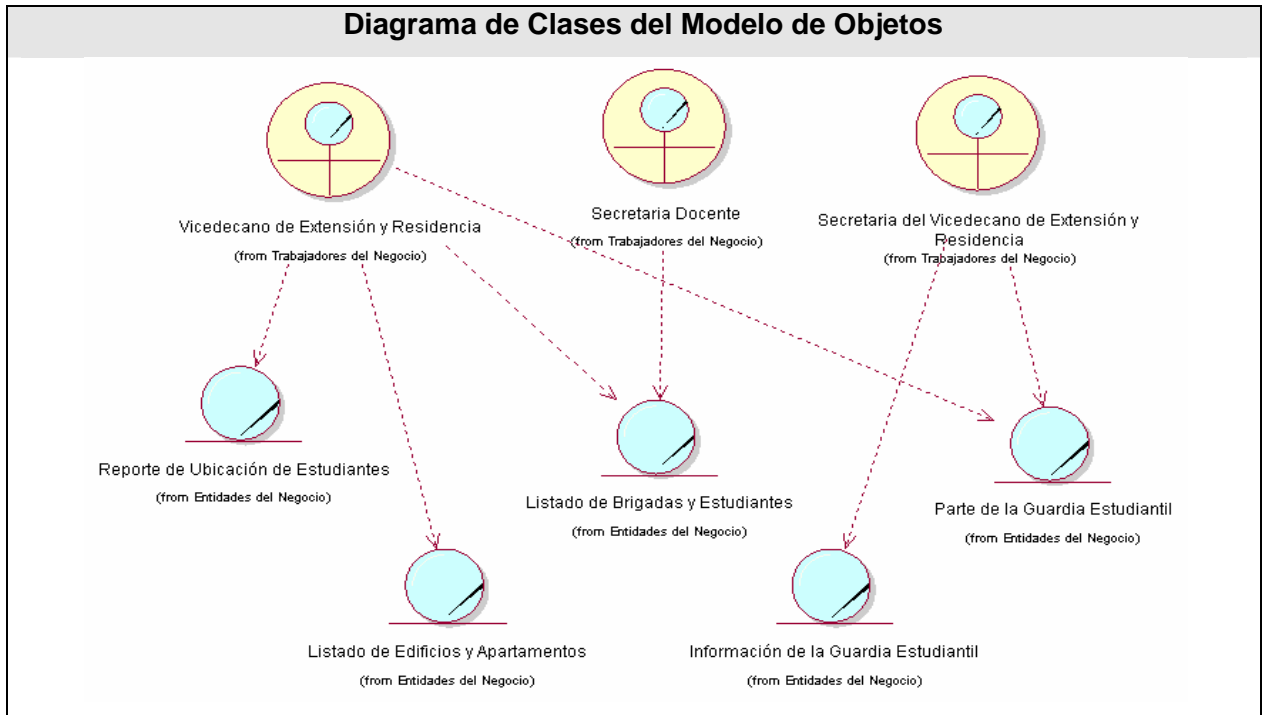 Diagrama de Clases del Modelo de Objetos
Vicedecano de Extensión y Residencia
(from Trabajadores del Negocio)
Secretaria Docente
(from Trabajadores del Negocio)
Secretaria del Vicedecano de Extensión y
Residencia
(from Trabajadores del Negocio)
Reporte de Ubicación de Estudiantes
(from Entidades del Negocio)
Listado de Brigadas y Estudiantes
(from Entidades del Negocio)
Parte de la Guardia Estudiantil
(from Entidades del Negocio)
Listado de Edificios y Apartamentos
(from Entidades del Negocio)
Información de la Guardia Estudiantil
(from Entidades del Negocio)